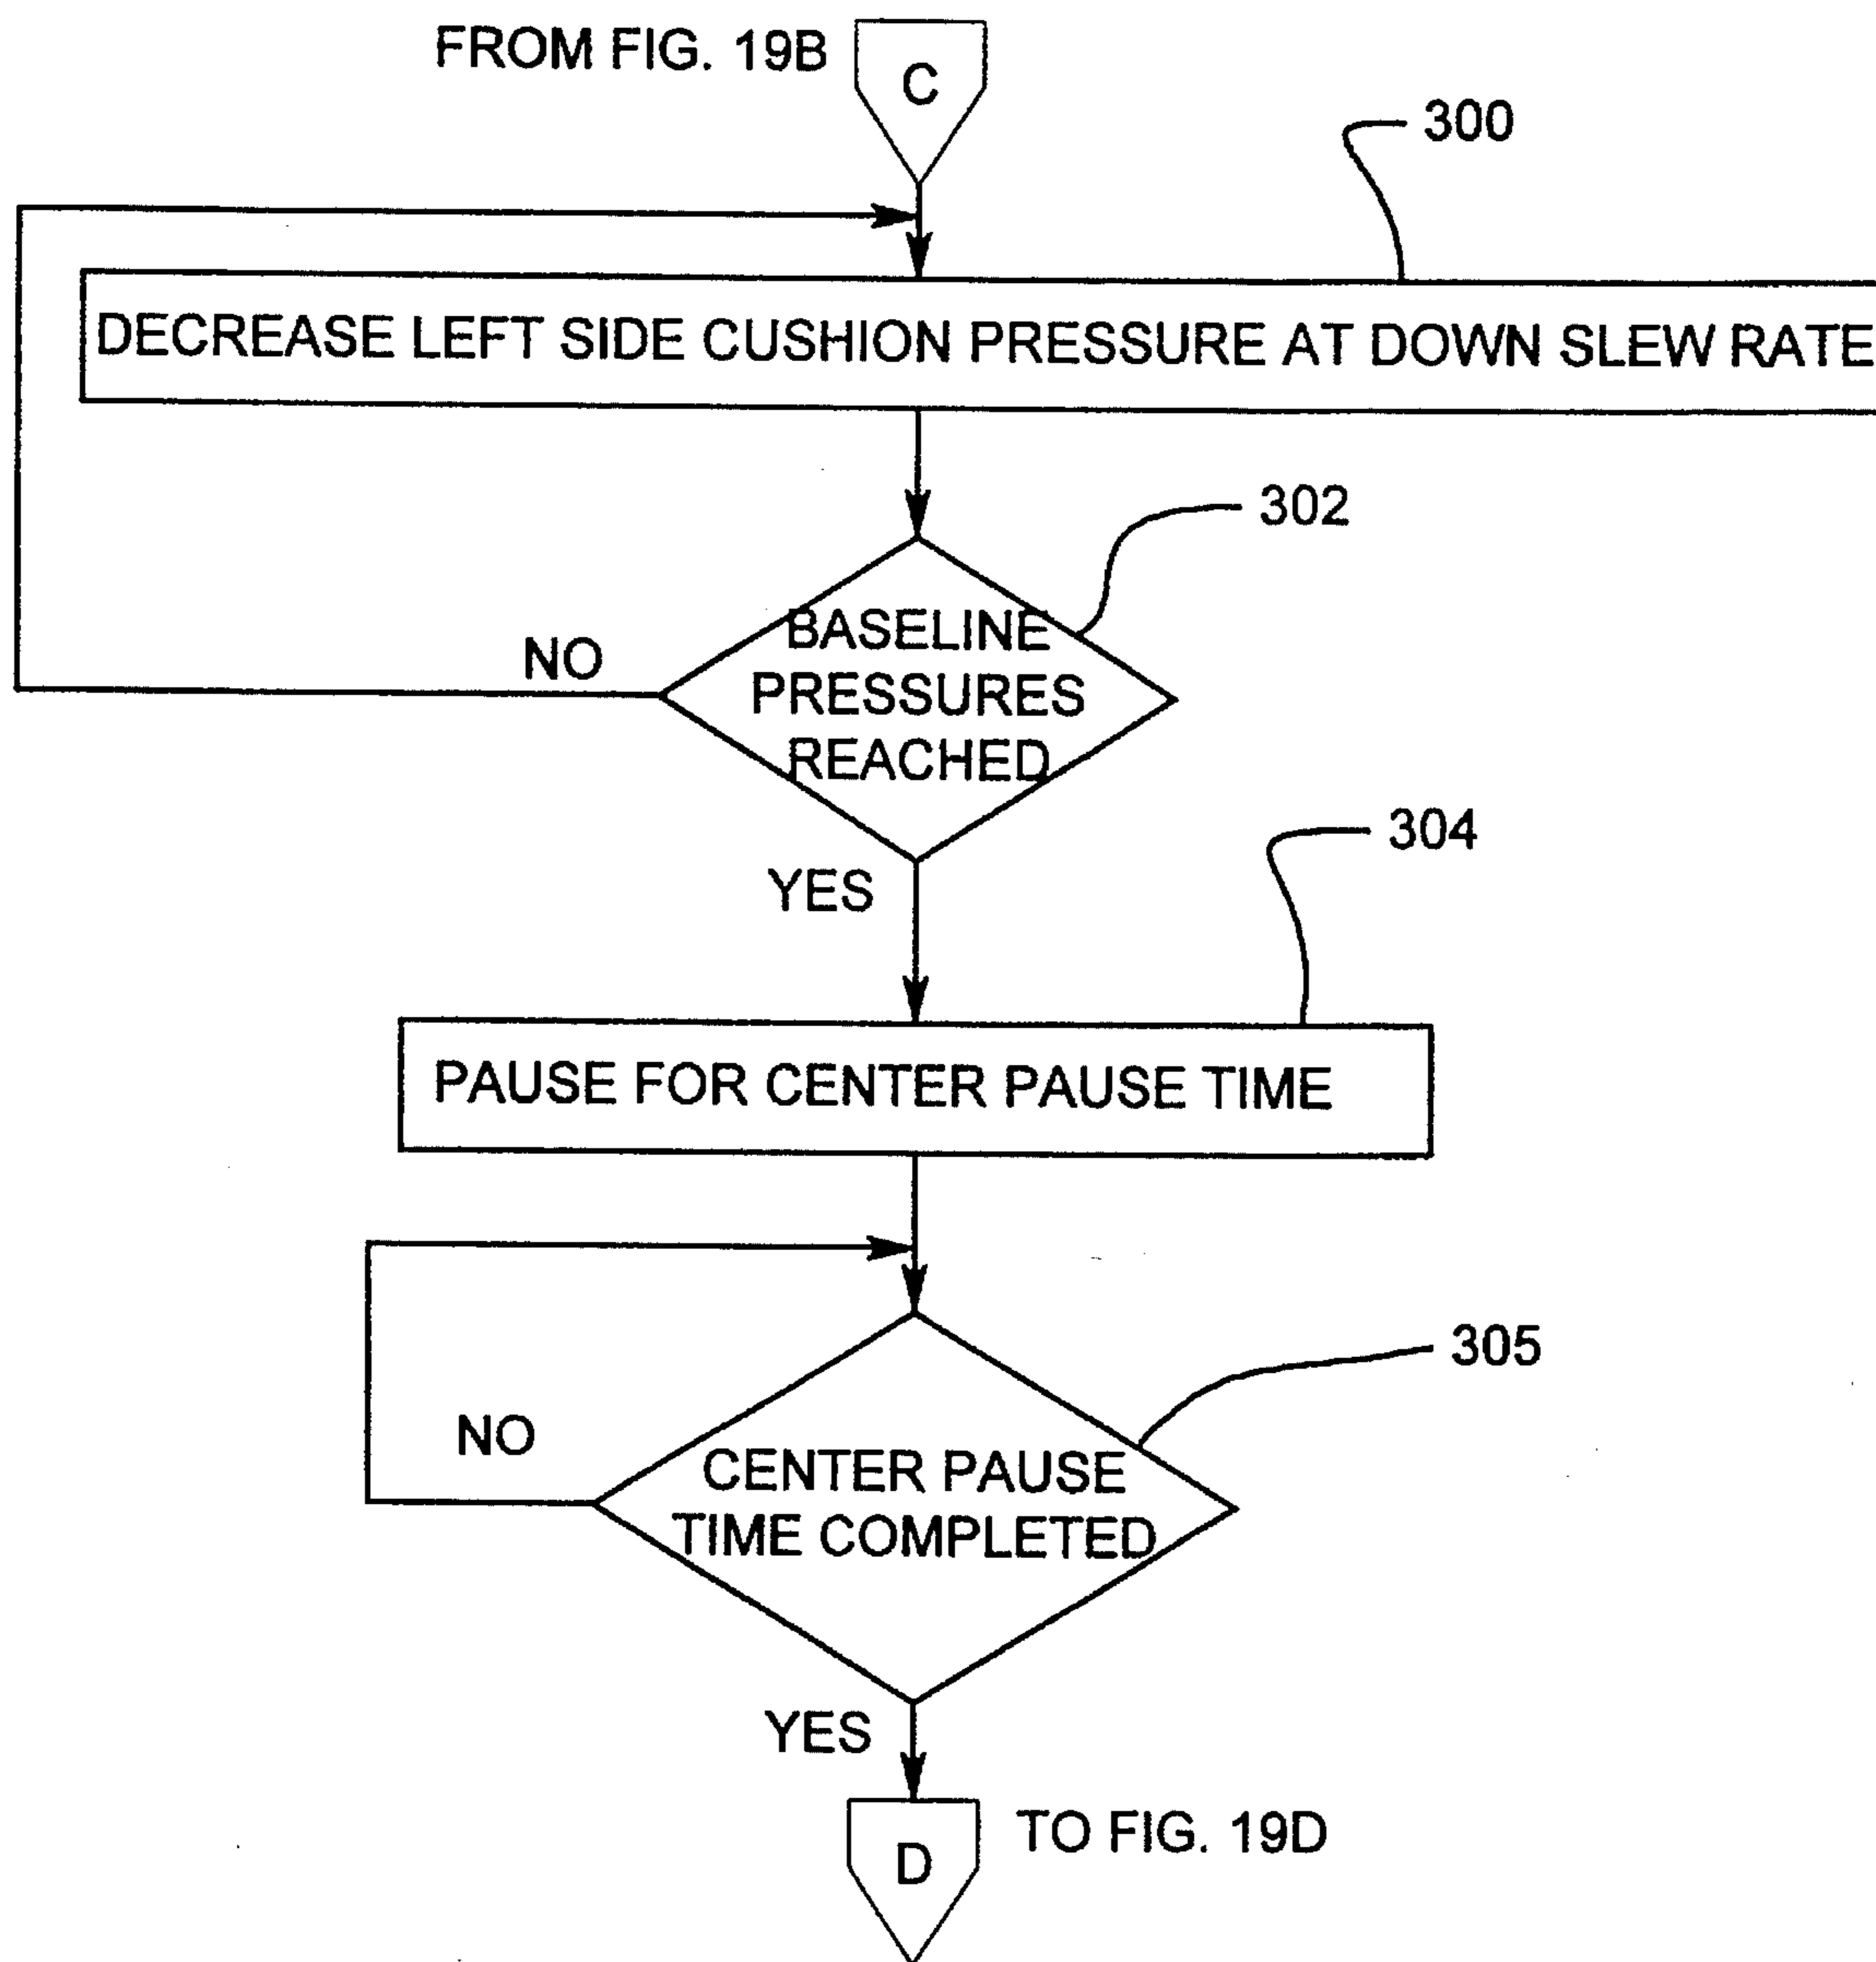 FROM FIG. 19B
C
300
DECREASE LEFT SIDE CUSHION PRESSURE AT DOWN SLEW RATE
302
BASELINE
PRESSURES
REACHED
NO
YES
304
PAUSE FOR CENTER PAUSE TIME
305
NO
CENTER PAUSE
TIME COMPLETED
YES
D
TO FIG. 19D